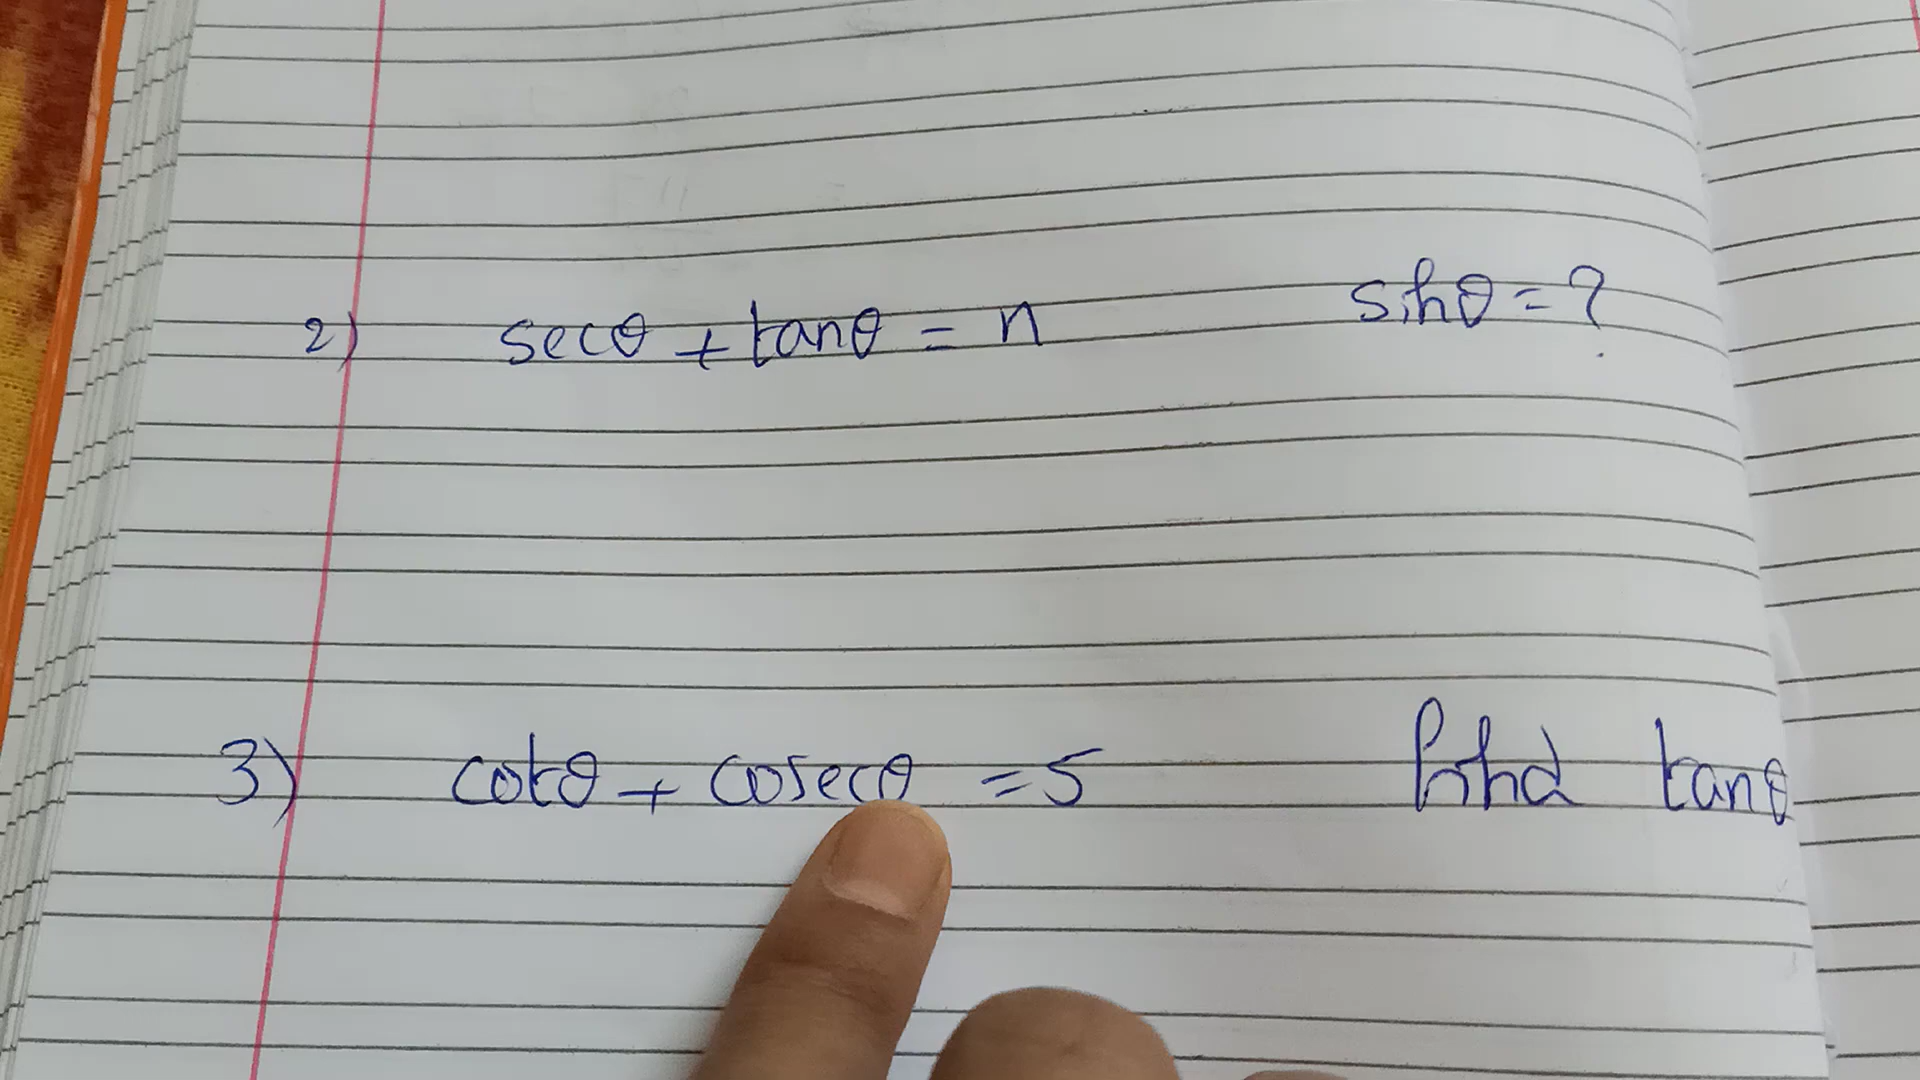 2) secθ + tanθ = n sinθ = ?
3) cotθ + cosecθ = 5 find tanθ